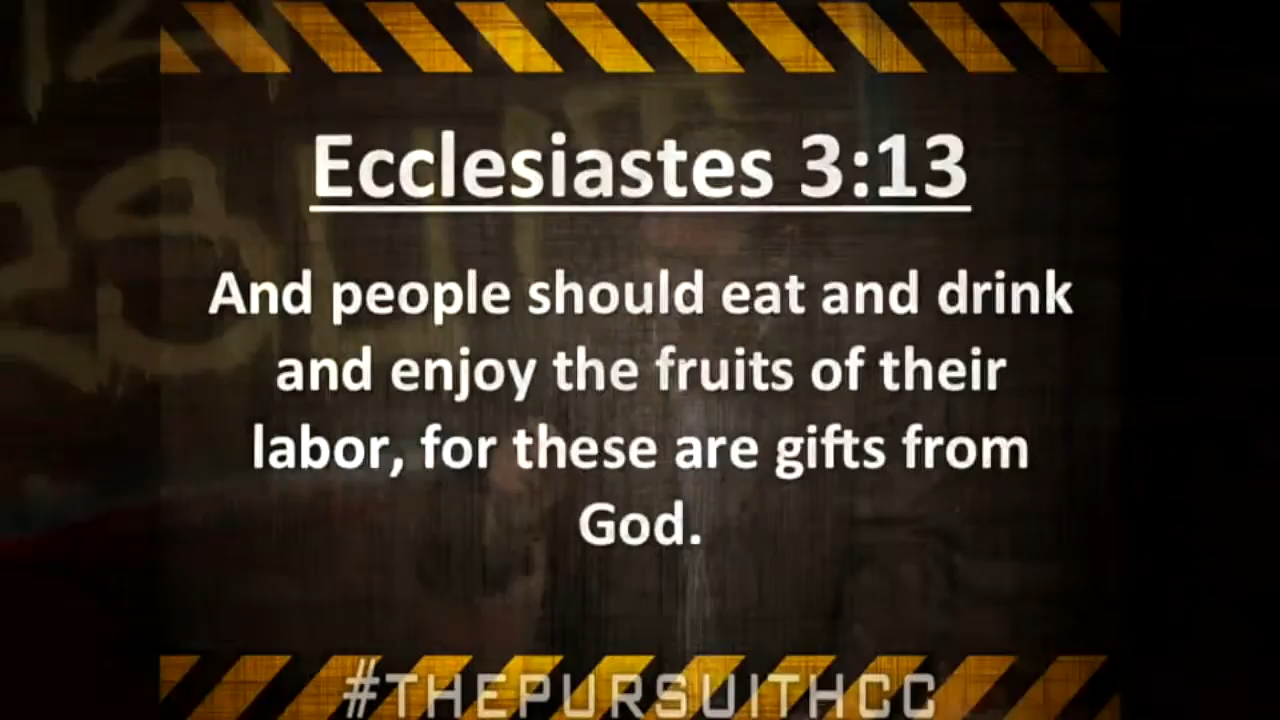 Ecclesiastes 3:13
And people should eat and drink
and enjoy the fruits of their
labor, for these are gifts from
God.
#THEPURSUITHCC